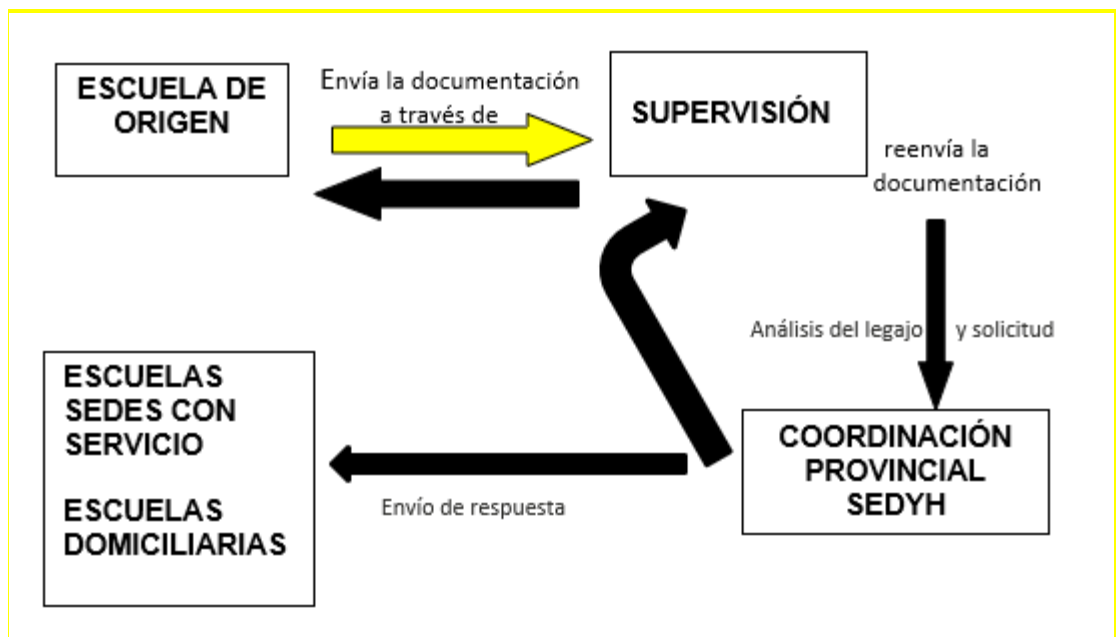 ESCUELA DE
ORIGEN
Envía la documentación
a través de
SUPERVISIÓN
reenvía la
documentación
Análisis del legajo y solicitud
COORDINACIÓN
PROVINCIAL
SEDYH
Envío de respuesta
ESCUELAS
SEDES CON
SERVICIO
ESCUELAS
DOMICILIARIAS